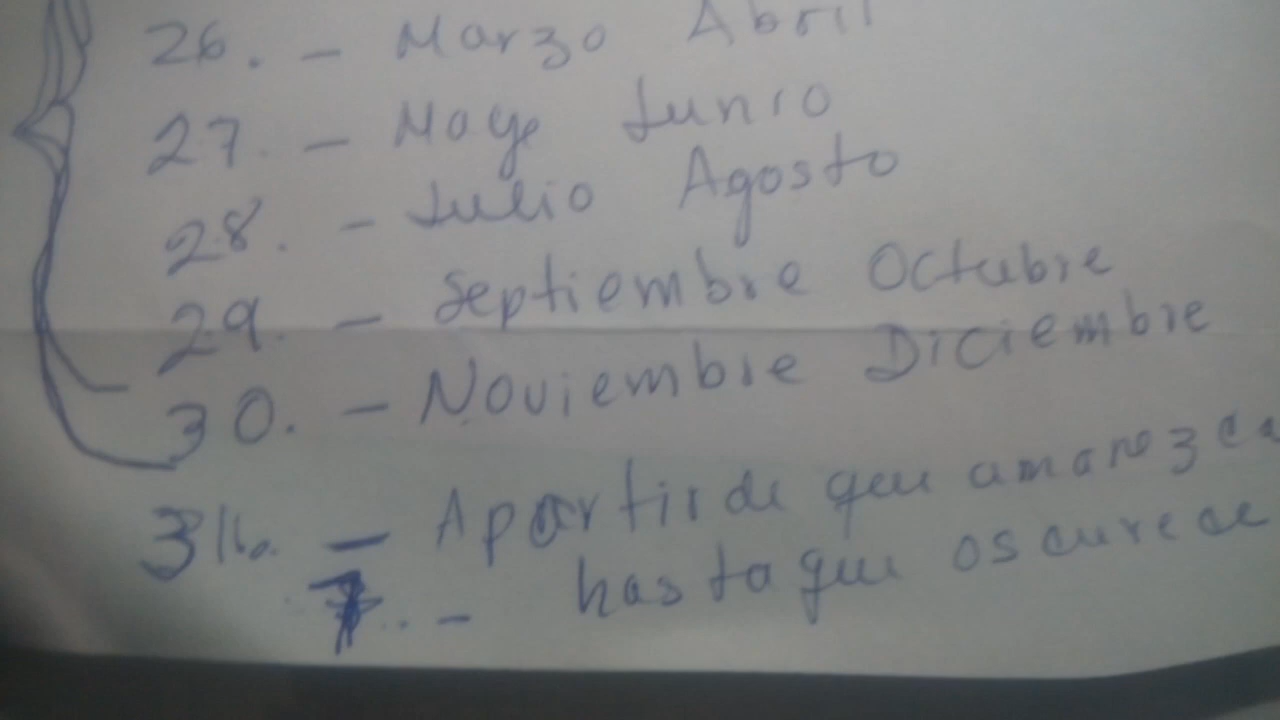 26. - Marzo Abril
27. - Mayo Junio
28. - Julio Agosto
29. - Septiembre Octubre
30. - Noviembre Diciembre
31 - Apartir de que amanezca
7. - hasta que oscurece